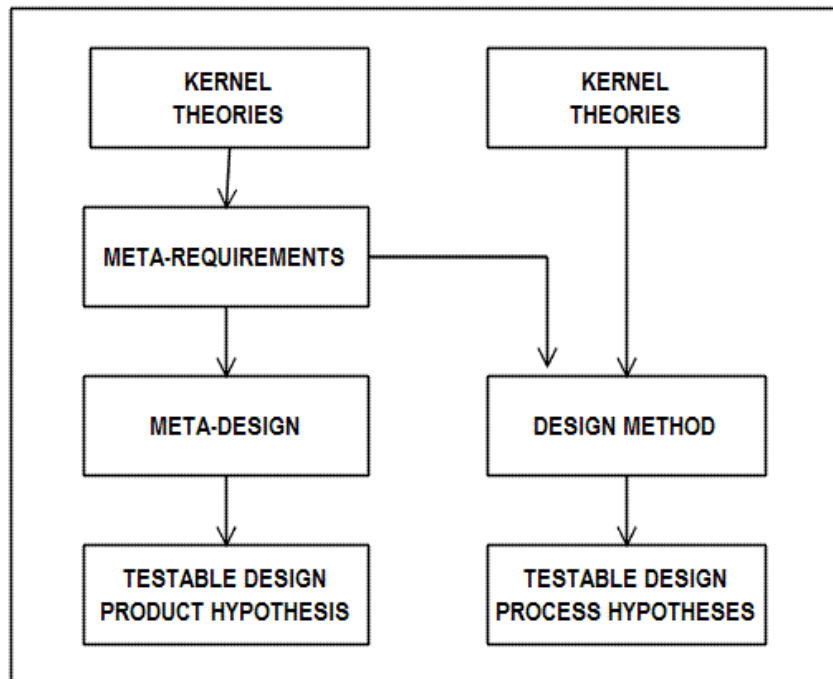 KERNEL
THEORIES
KERNEL
THEORIES
META-REQUIREMENTS
META-DESIGN
DESIGN METHOD
TESTABLE DESIGN
PRODUCT HYPOTHESIS
TESTABLE DESIGN
PROCESS HYPOTHESES